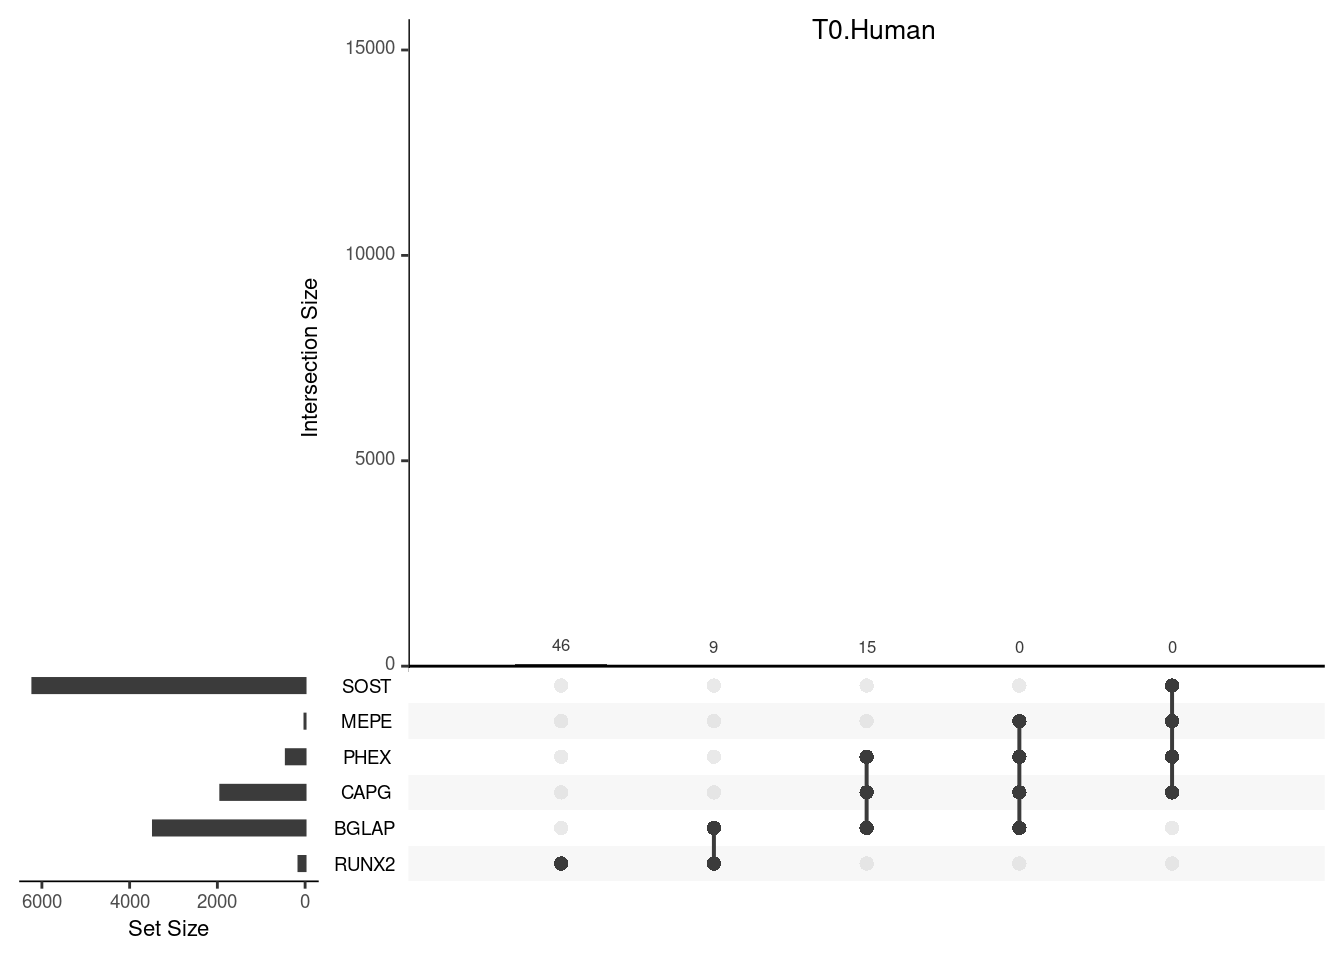 T0.Human
15000
10000
5000
0
Intersection Size
46 9 15 0 0
SOST
MEPE
PHEX
CAPG
BGLAP
RUNX2
6000 4000 2000 0
Set Size